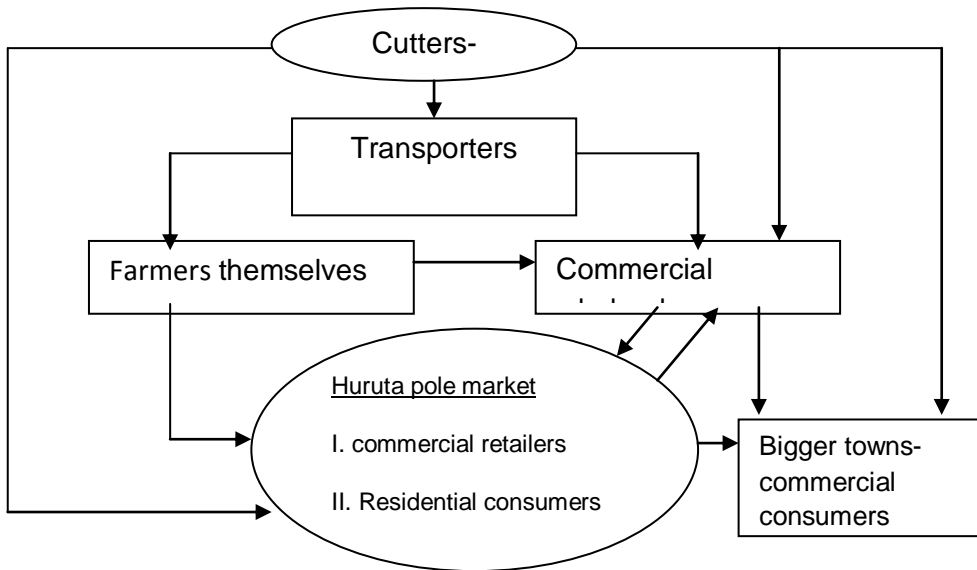 Cutters-
Transporters
Farmers themselves
Commercial
Huruta pole market
I. commercial retailers
II. Residential consumers
Bigger towns-
commercial
consumers